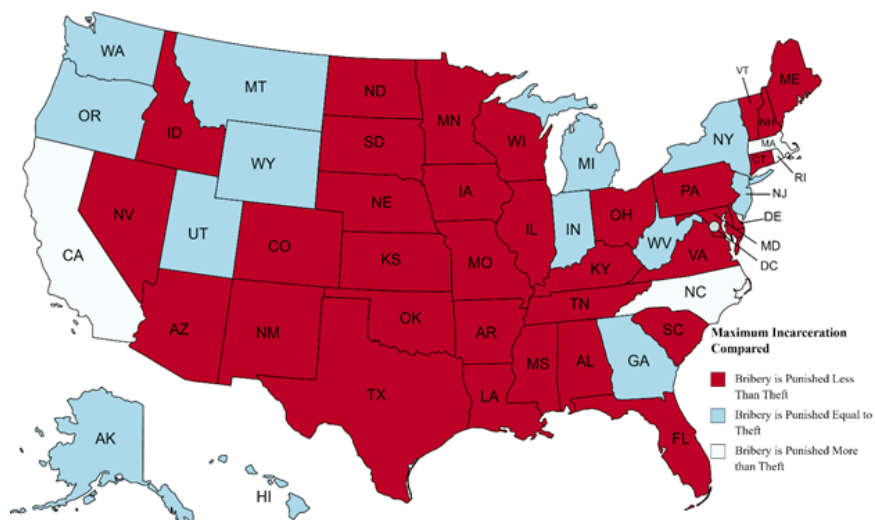 WA
MT
ND
MN
ME
VT
NH
OR
ID
SD
WI
NY
MA
WY
MI
CT
RI
IA
PA
NJ
NE
NV
OH
IL
IN
DE
UT
CO
WV
MD
CA
KS
MO
VA
DC
KY
NC
TN
OK
AZ
NM
AR
SC
MS
AL
GA
TX
LA
FL
AK
HI
Maximum Incarceration
Compared
Bribery is Punished Less
Than Theft
Bribery is Punished Equal to
Theft
Bribery is Punished More
than Theft